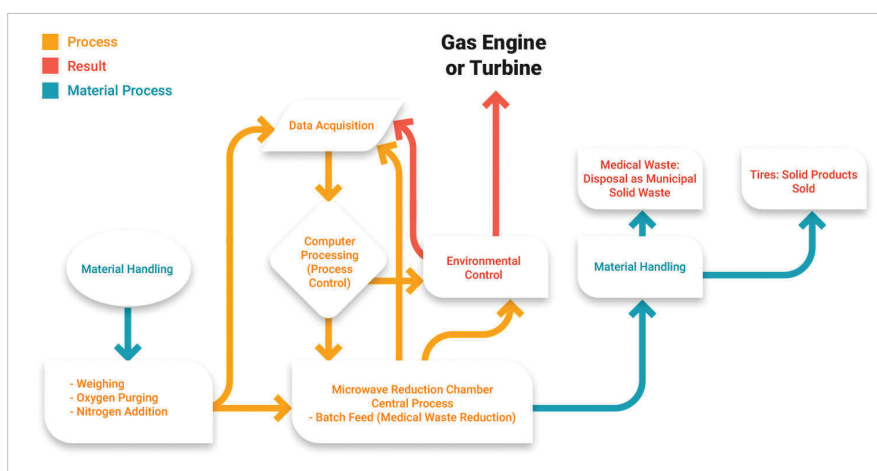 Process
Result
Material Process
Gas Engine
or Turbine
Data Acquisition
Medical Waste:
Disposal as Municipal
Solid Waste
Tires: Solid Products
Sold
Computer
Processing
(Process
Control)
Material Handling
Environmental
Control
Material Handling
- Weighing
- Oxygen Purging
- Nitrogen Addition
Microwave Reduction Chamber
Central Process
- Batch Feed (Medical Waste Reduction)